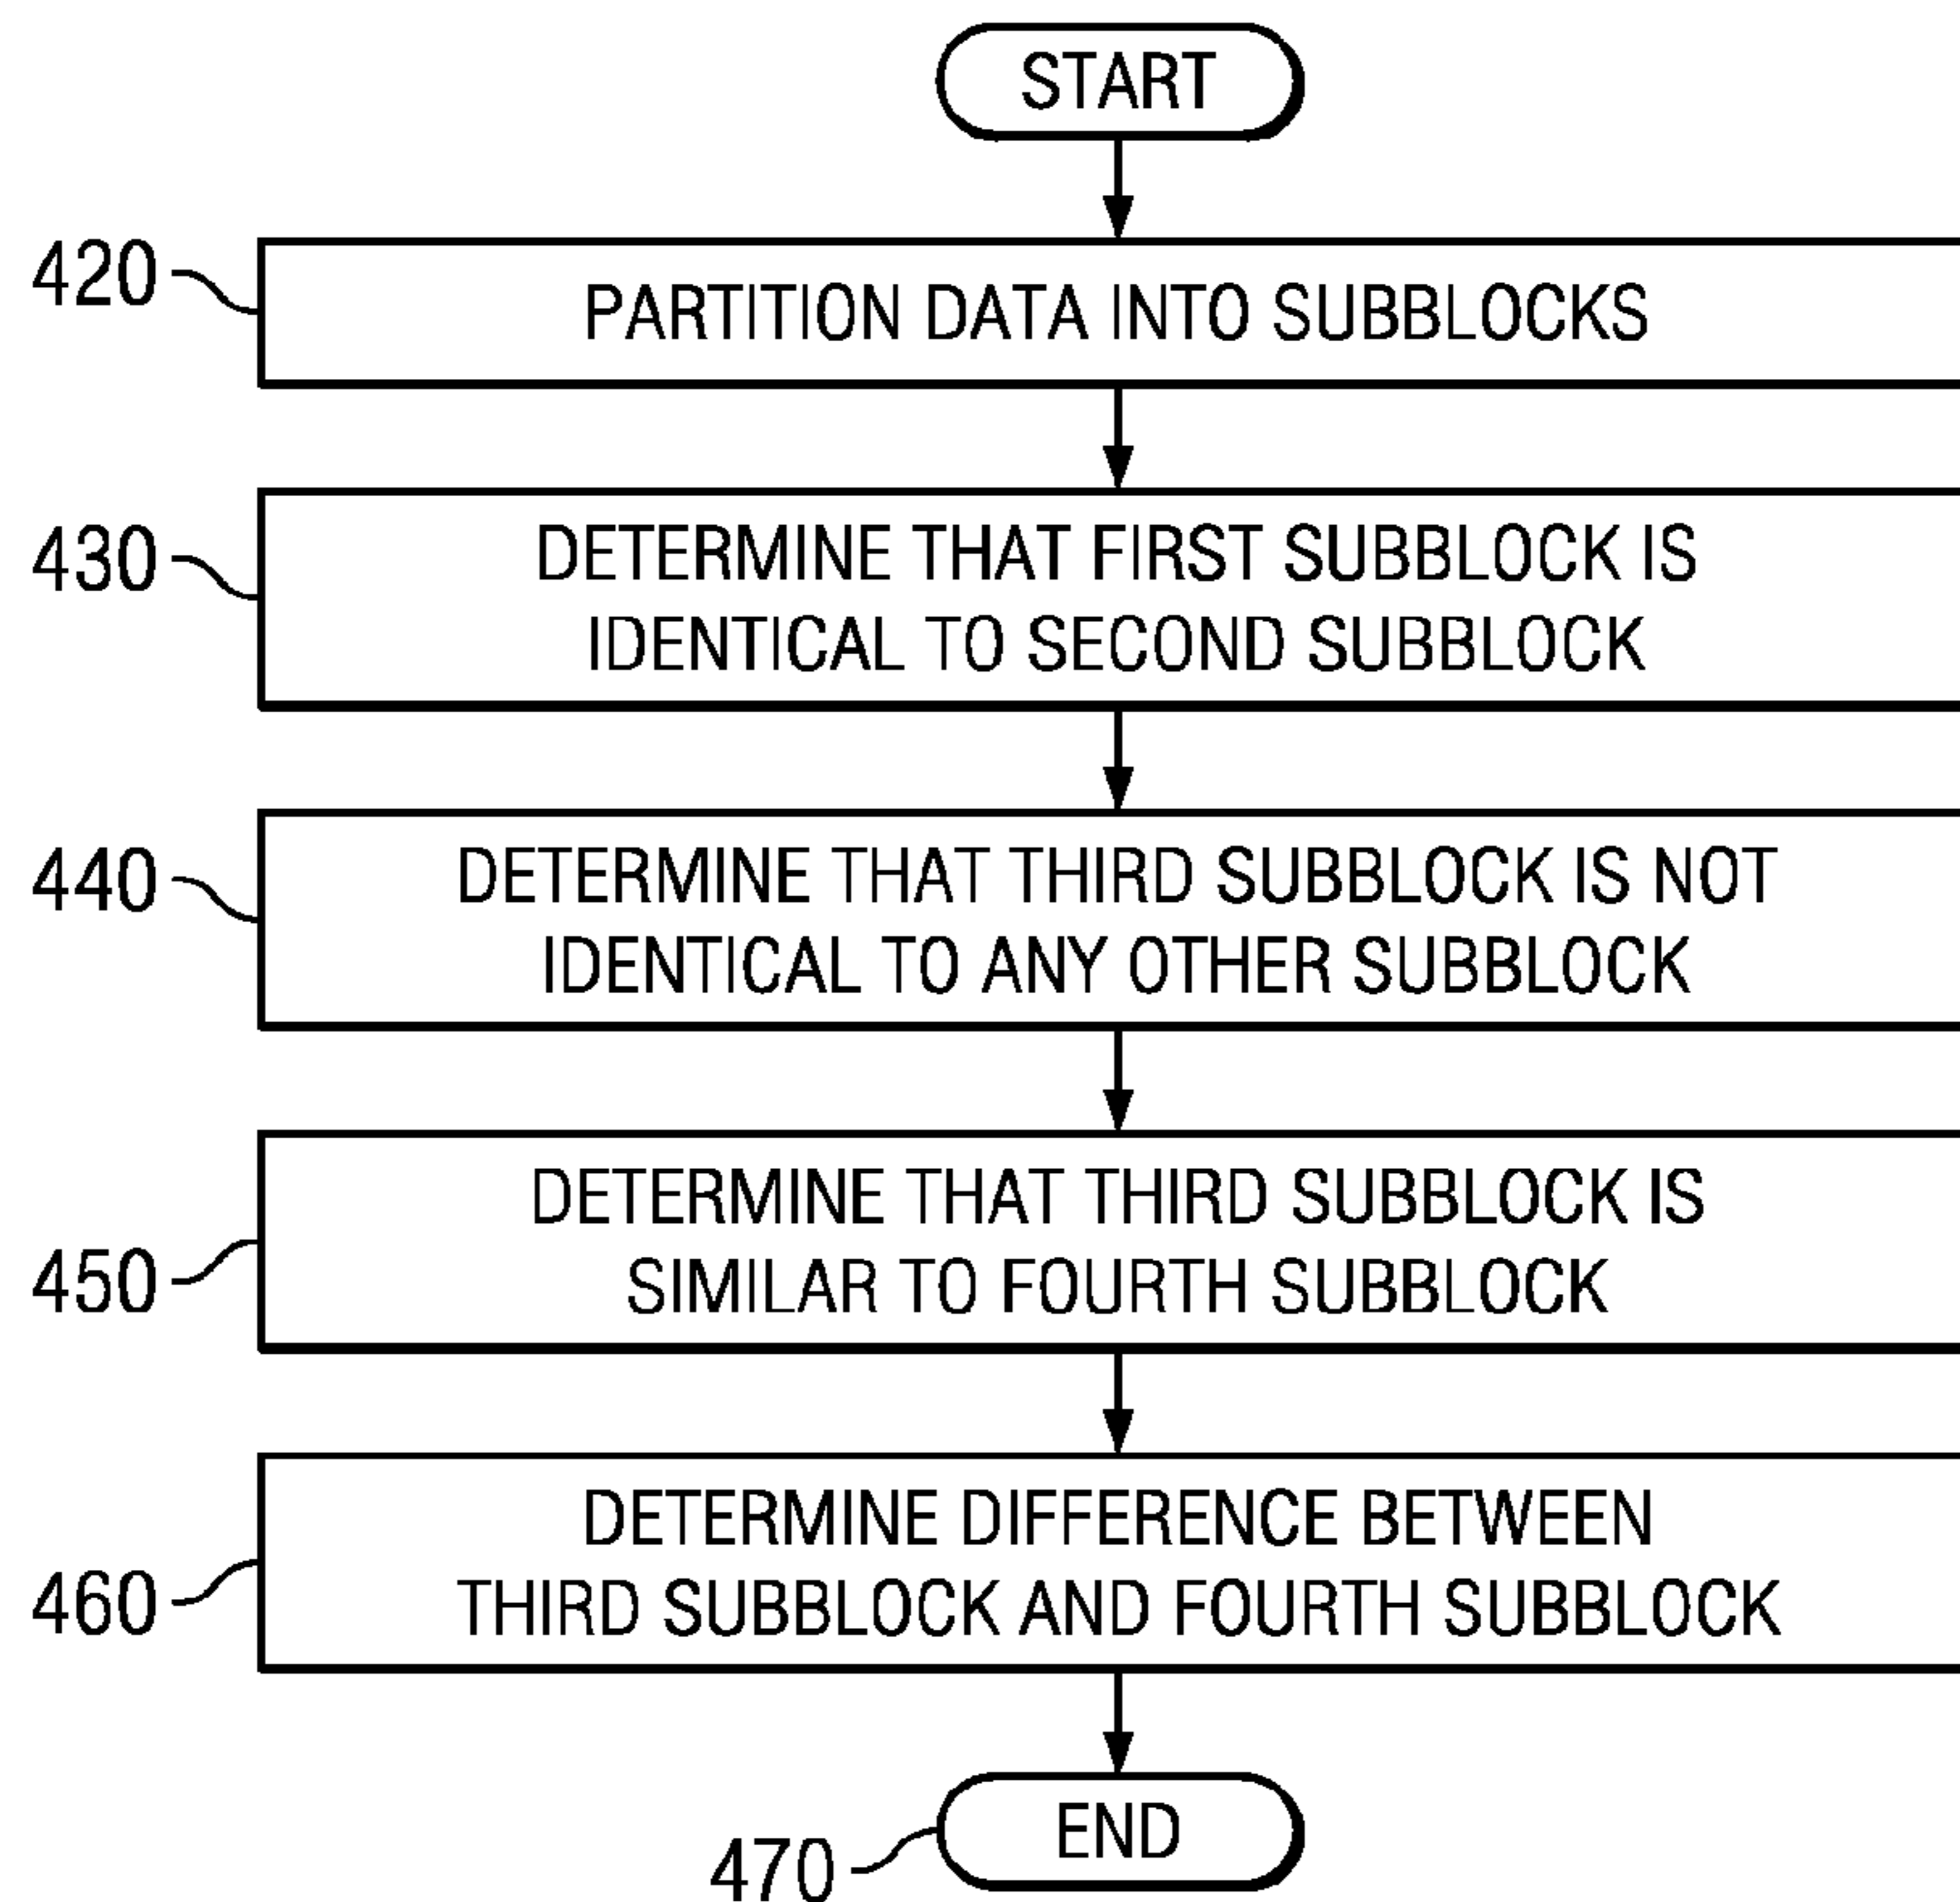 START
420
PARTITION DATA INTO SUBBLOCKS
430
DETERMINE THAT FIRST SUBBLOCK IS
IDENTICAL TO SECOND SUBBLOCK
440
DETERMINE THAT THIRD SUBBLOCK IS NOT
IDENTICAL TO ANY OTHER SUBBLOCK
450
DETERMINE THAT THIRD SUBBLOCK IS
SIMILAR TO FOURTH SUBBLOCK
460
DETERMINE DIFFERENCE BETWEEN
THIRD SUBBLOCK AND FOURTH SUBBLOCK
470
END